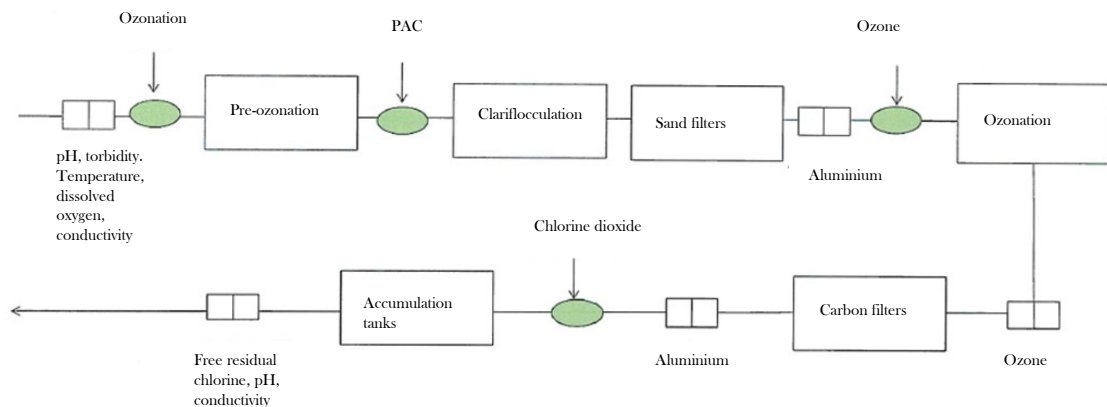 Ozonation
PAC
Ozone
Pre-ozonation
Clariflocculation
Sand filters
Ozonation
pH, torbidity.
Temperature,
dissolved
oxygen,
conductivity
Aluminium
Chlorine dioxide
Accumulation
tanks
Carbon filters
Free residual
chlorine, pH,
conductivity
Aluminium
Ozone